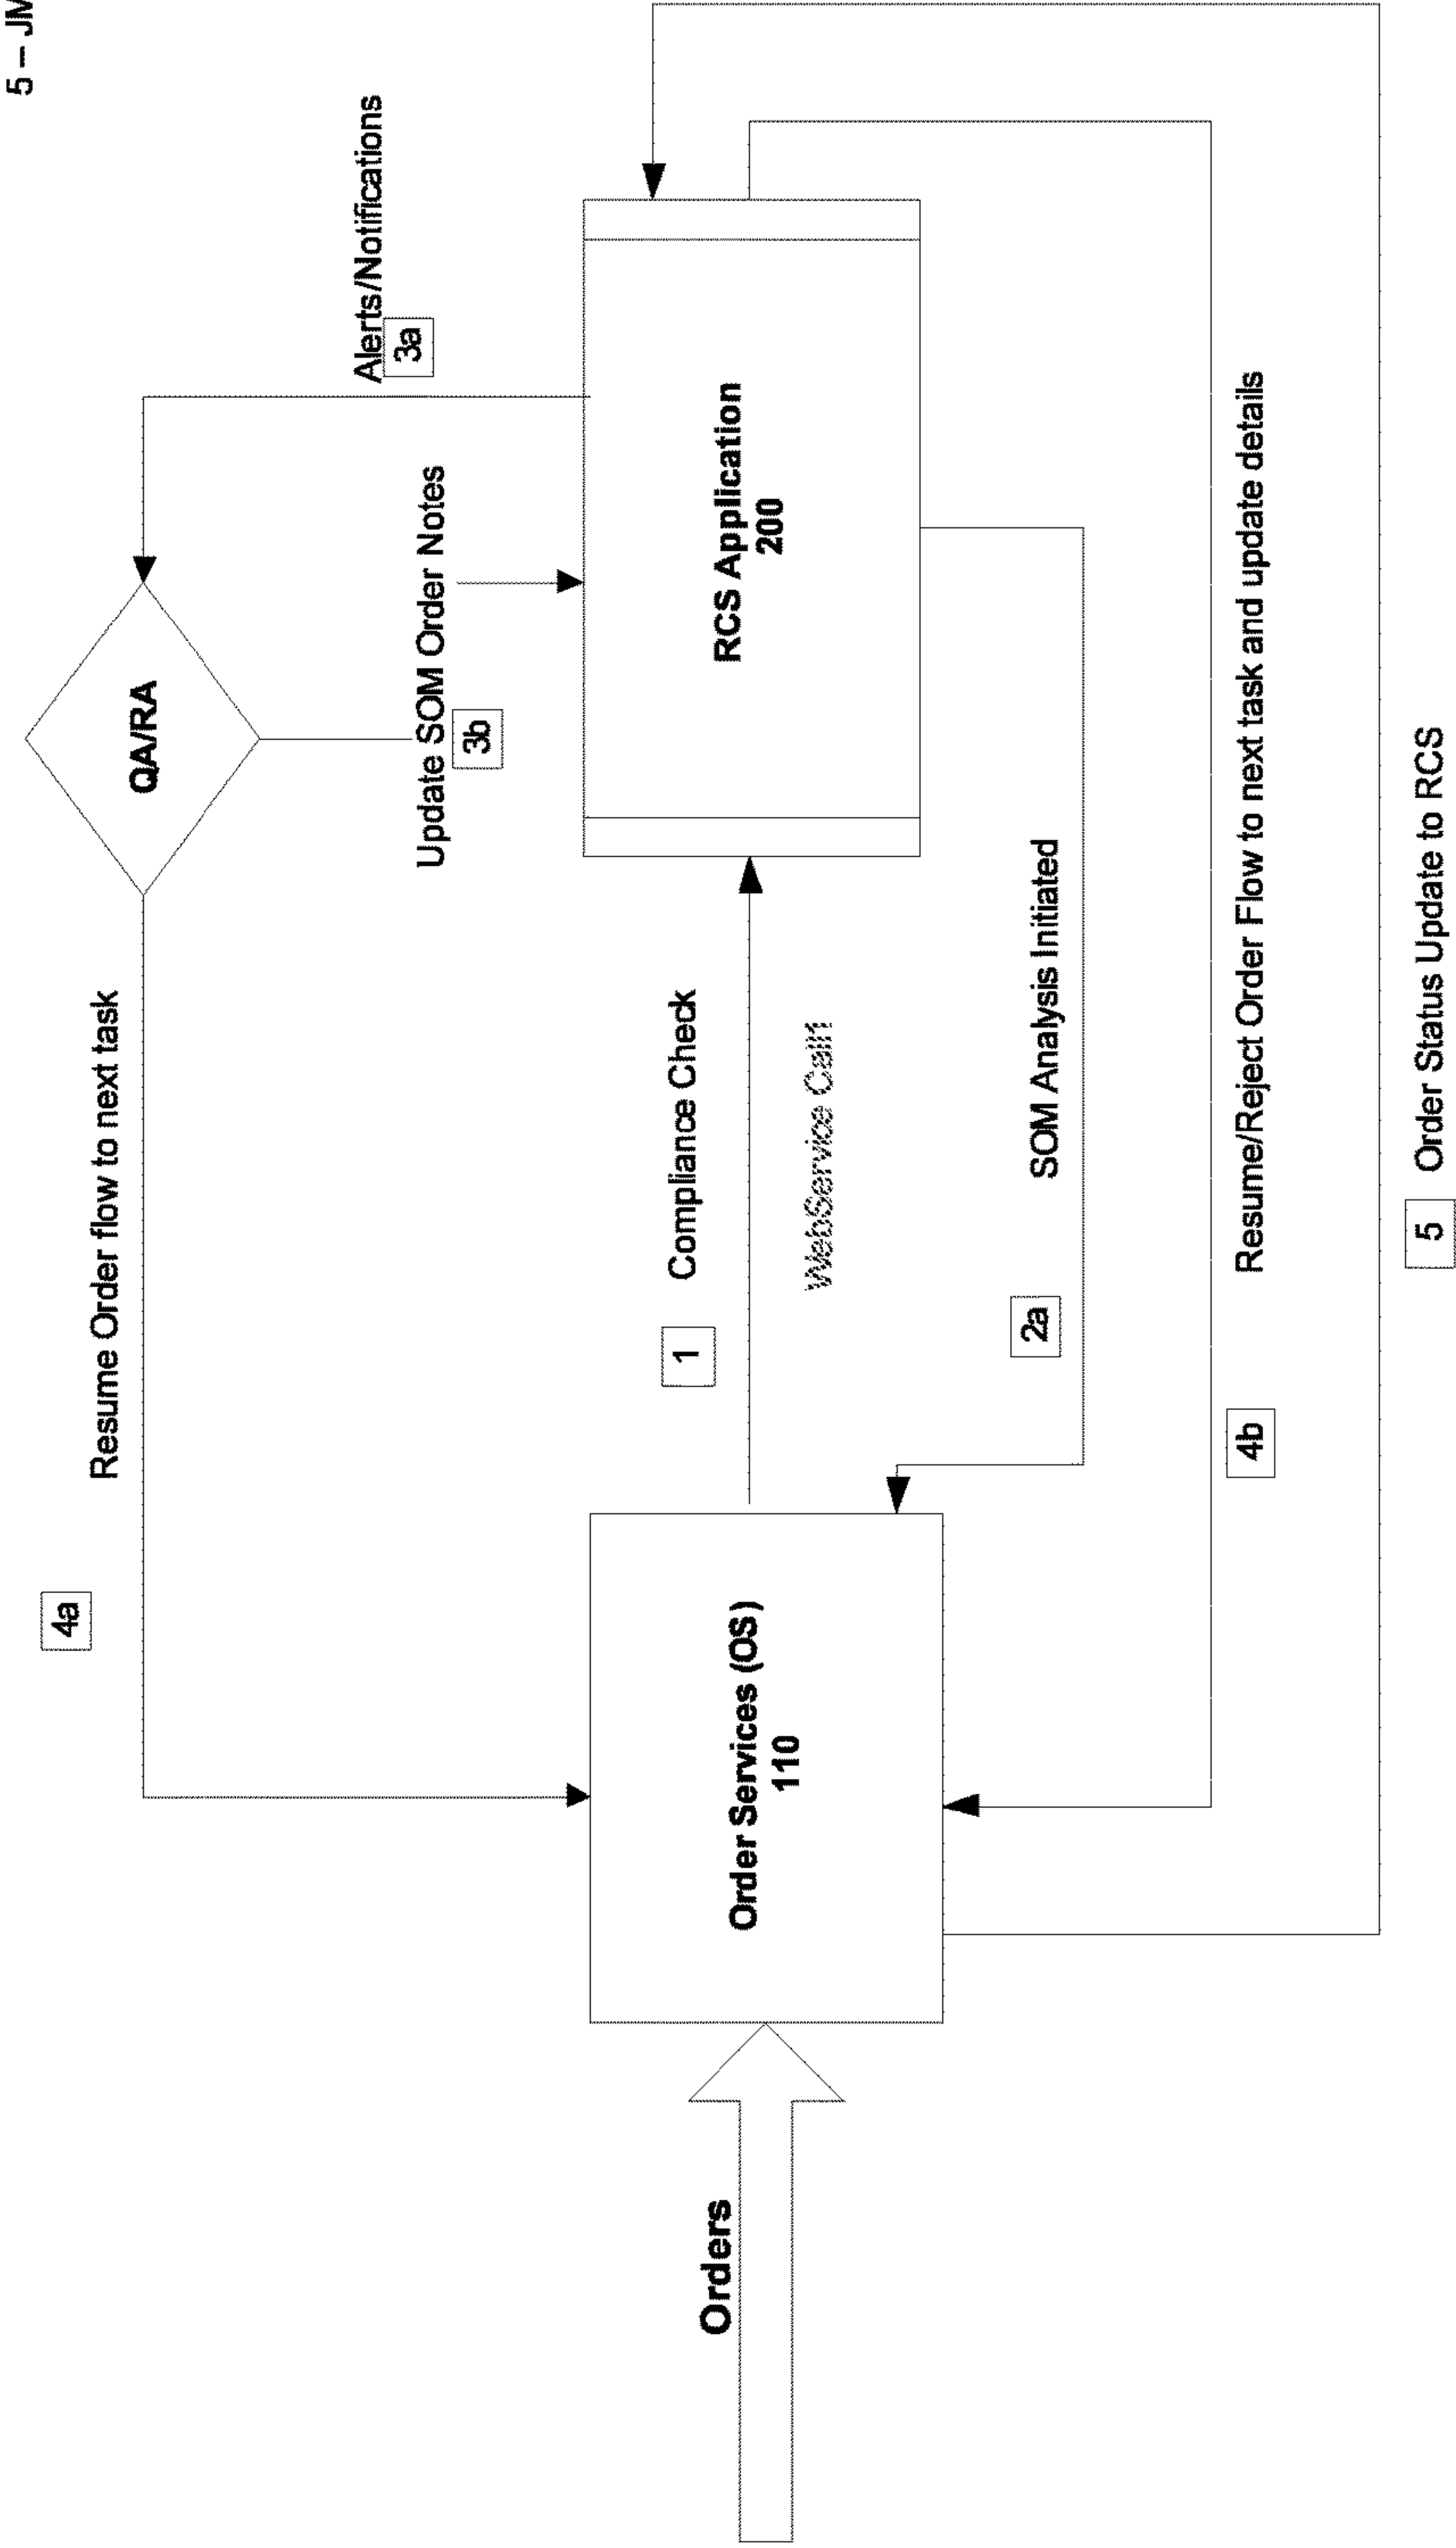 5 – JM
4a
Resume Order flow to next task
QA/RA
Alerts/Notifications
3a
Update SOM Order Notes
3b
Orders
Order Services (OS)
110
1
Compliance Check
WebService Call1
RCS Application
200
2a
SOM Analysis Initiated
4b
Resume/Reject Order Flow to next task and update details
5
Order Status Update to RCS